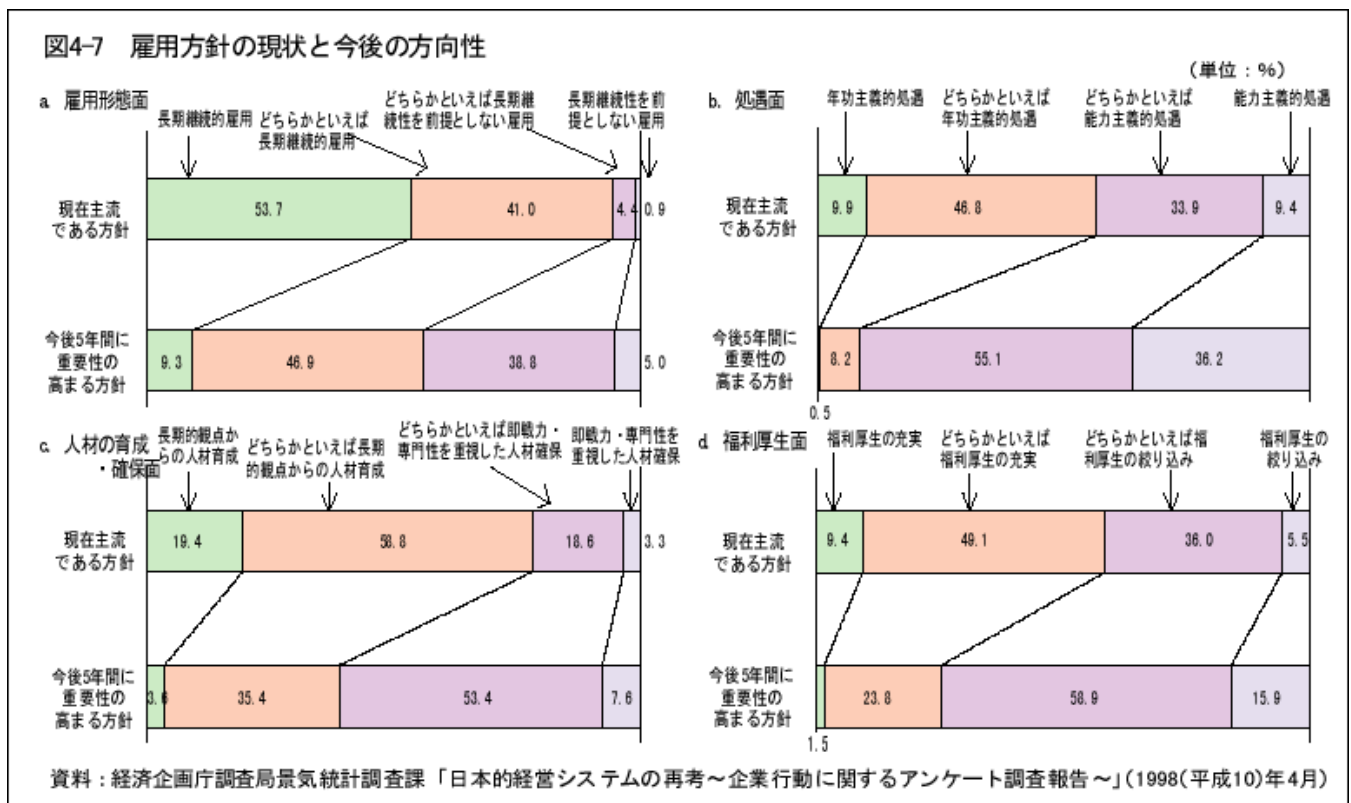 図4-7　雇用方針の現状と今後の方向性
（単位：%）
a 雇用形態面
長期継続的雇用
どちらかといえば
長期継続的雇用
どちらかといえば長期継
続性を前提としない雇用
長期継続性を前
提としない雇用
現在主流
である方針
53.7
41.0
4.4
0.9
今後5年間に
重要性の
高まる方針
9.3
46.9
38.8
5.0
b. 処遇面
年功主義的処遇
どちらかといえば
年功主義的処遇
どちらかといえば
能力主義的処遇
能力主義的処遇
現在主流
である方針
9.9
46.8
33.9
9.4
今後5年間に
重要性の
高まる方針
8.2
55.1
36.2
0.5
c. 人材の育成
・確保面
長期的観点か
らの人材育成
どちらかといえば長期
的観点からの人材育成
どちらかといえば即戦力・
専門性を重視した人材確保
即戦力・専門性を
重視した人材確保
現在主流
である方針
19.4
58.8
18.6
3.3
今後5年間に
重要性の
高まる方針
3.6
35.4
53.4
7.6
d 福利厚生面
福利厚生の充実
どちらかといえば
福利厚生の充実
どちらかといえば福
利厚生の絞り込み
福利厚生の
絞り込み
現在主流
である方針
9.4
49.1
36.0
5.5
今後5年間に
重要性の
高まる方針
23.8
58.9
15.9
1.5
資料：経済企画庁調査局景気統計調査課「日本的経営システムの再考～企業行動に関するアンケート調査報告～」（1998（平成10）年4月）